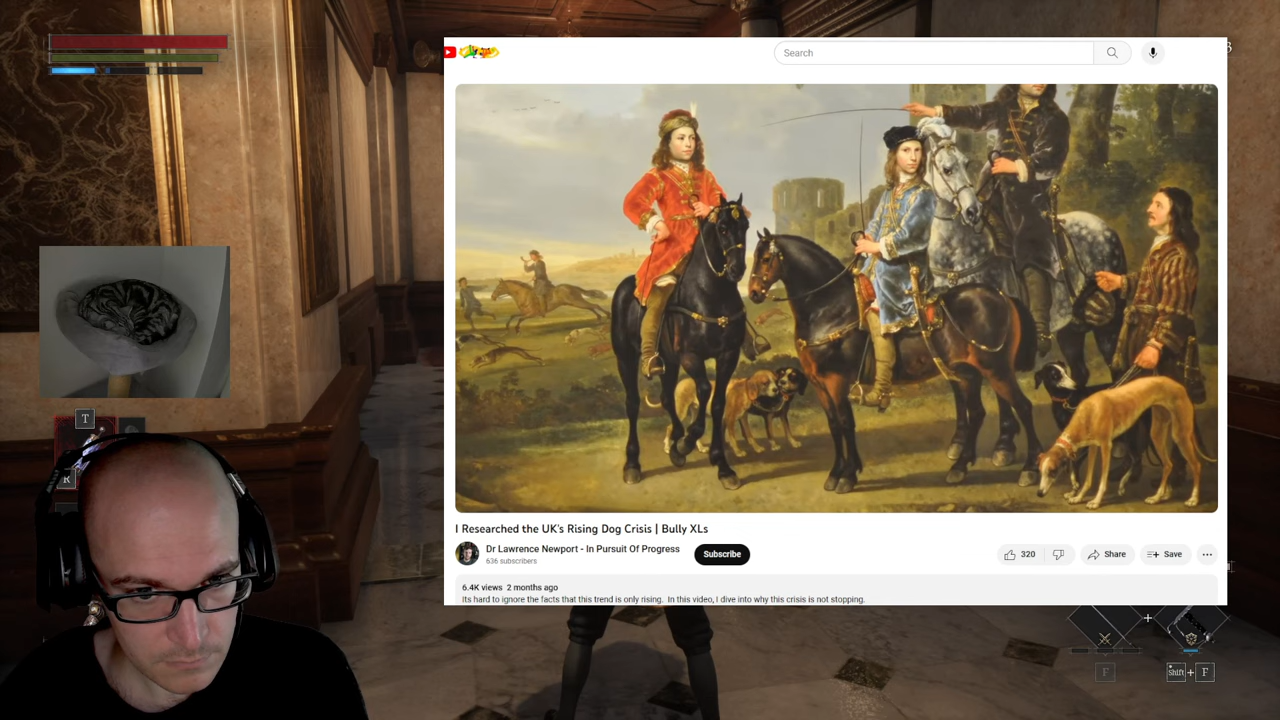 Search
T
R
I Researched the UK's Rising Dog Crisis | Bully XLs
Dr Lawrence Newport - In Pursuit Of Progress
636 subscribers
Subscribe
320
Share
Save
6.4K views 2 months ago
Its hard to ignore the facts that this trend is only rising. In this video, I dive into why this crisis is not stopping.
F
Shift + F